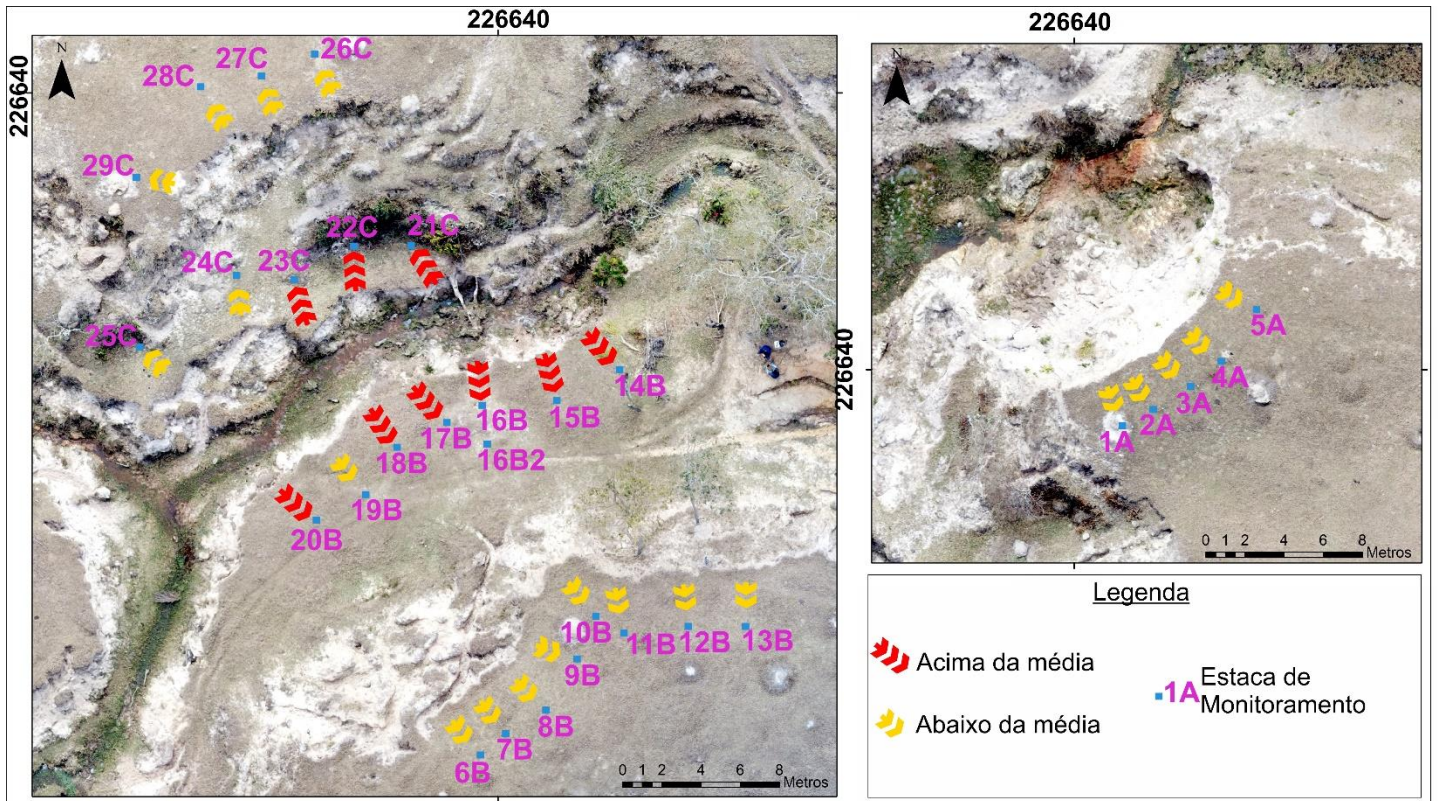 226640
226640
N
26C
27C
28C
226640
29C
22C
21C
24C
23C
25C
14B
15B
16B
17B
16B2
18B
19B
20B
10B
11B
12B
13B
9B
8B
7B
6B
0 1 2 4 6 8
Metros
N
226640
5A
4A
3A
2A
1A
0 1 2 4 6 8
Metros
Legenda
Acima da média
Abaixo da média
1A
Estaca de
Monitoramento